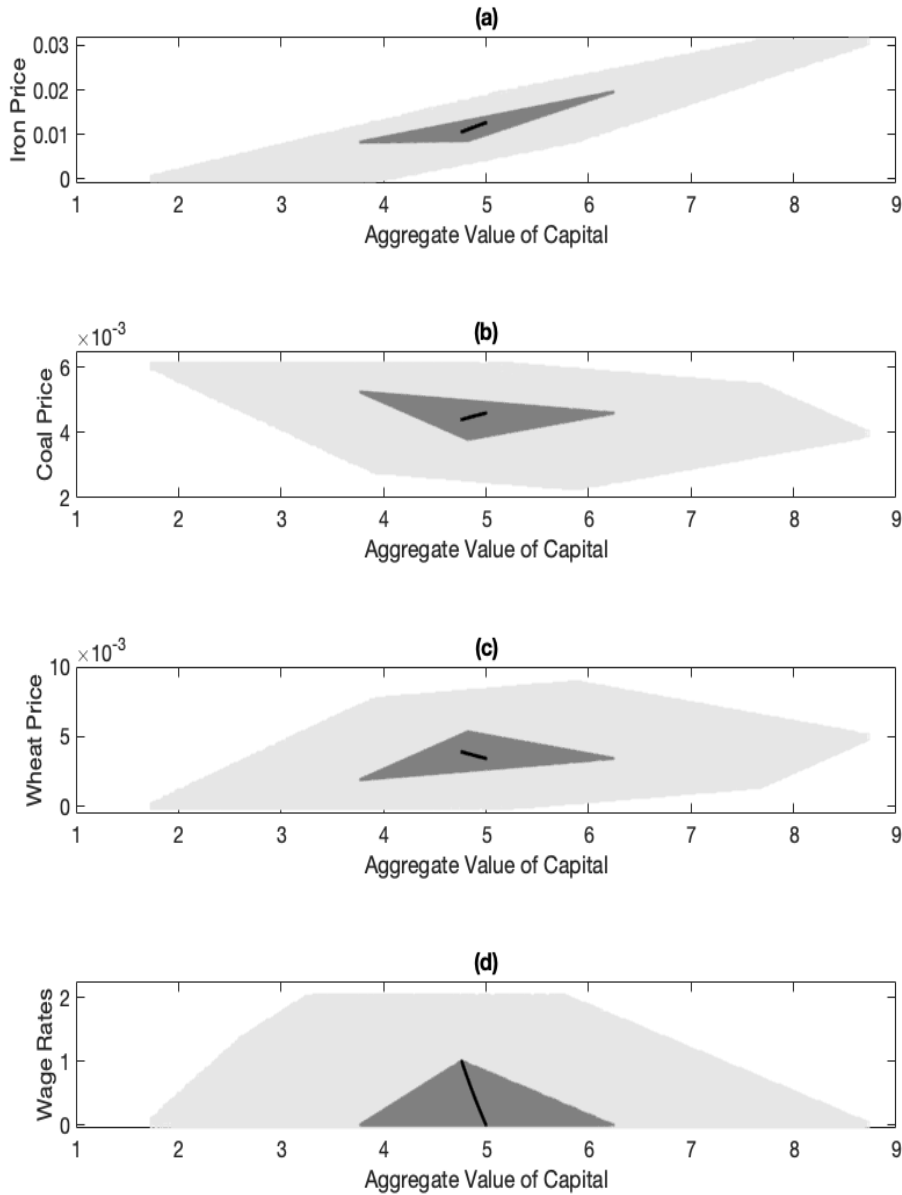 (a)
Iron Price
0.03
0.02
0.01
0
1 2 3 4 5 6 7 8 9
Aggregate Value of Capital
(b)
×10-3
Coal Price
6
4
2
1 2 3 4 5 6 7 8 9
Aggregate Value of Capital
(c)
×10-3
Wheat Price
10
5
0
1 2 3 4 5 6 7 8 9
Aggregate Value of Capital
(d)
Wage Rates
2
1
0
1 2 3 4 5 6 7 8 9
Aggregate Value of Capital